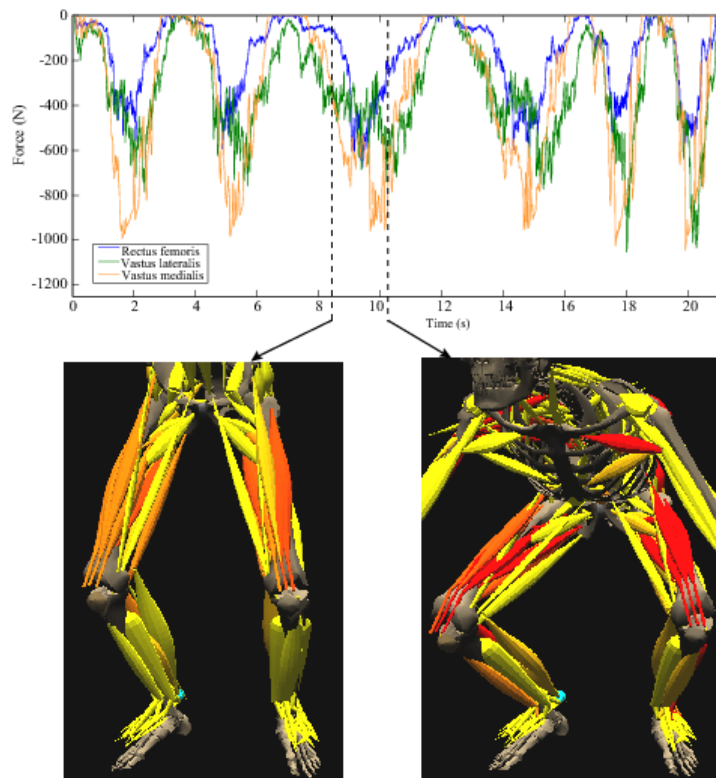 0
-200
-400
-600
-800
-1000
-1200
Force (N)
Rectus femoris
Vastus lateralis
Vastus medialis
0 2 4 6 8 10 12 14 16 18 20
Time (s)